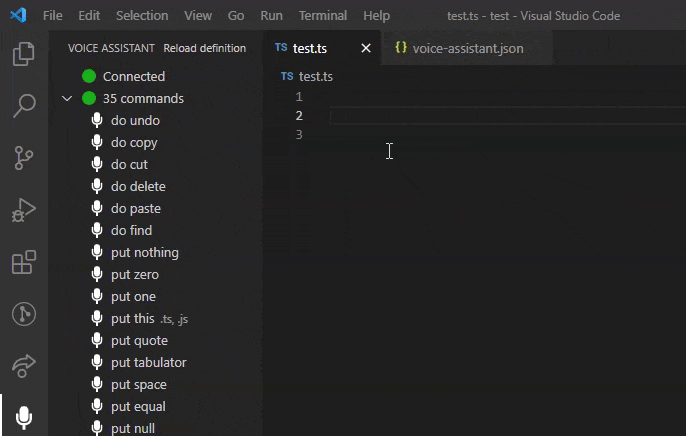 File Edit Selection View Go Run Terminal Help test.ts - test - Visual Studio Code
VOICE ASSISTANT Reload definition
TS test.ts
{} voice-assistant.json
TS test.ts
1
2
3
Connected
35 commands
do undo
do copy
do cut
do delete
do paste
do find
put nothing
put zero
put one
put this .ts, .js
put quote
put tabulator
put space
put equal
put null